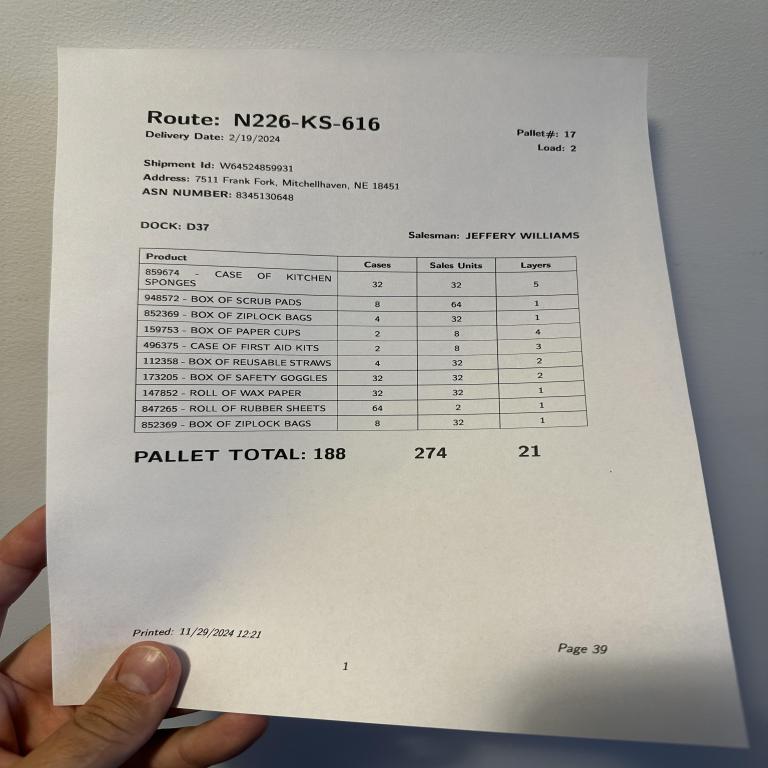 Route: N226-KS-616
Delivery Date: 2/19/2024
Pallet#: 17
Load: 2
Shipment Id: W64524859931
Address: 7511 Frank Fork, Mitchellhaven, NE 18451
ASN NUMBER: 8345130648
DOCK: D37
Salesman: JEFFERY WILLIAMS
Product Cases Sales Units Layers
859674 - CASE OF KITCHEN
SPONGES 32 32 5
948572 - BOX OF SCRUB PADS 8 64 1
852369 - BOX OF ZIPLOCK BAGS 4 32 1
159753 - BOX OF PAPER CUPS 2 8 4
496375 - CASE OF FIRST AID KITS 2 8 3
112358 - BOX OF REUSABLE STRAWS 4 32 2
173205 - BOX OF SAFETY GOGGLES 32 32 2
147852 - ROLL OF WAX PAPER 32 32 1
847265 - ROLL OF RUBBER SHEETS 64 2 1
852369 - BOX OF ZIPLOCK BAGS 8 32 1
PALLET TOTAL: 188 274 21
Printed: 11/29/2024 12:21
Page 39
1